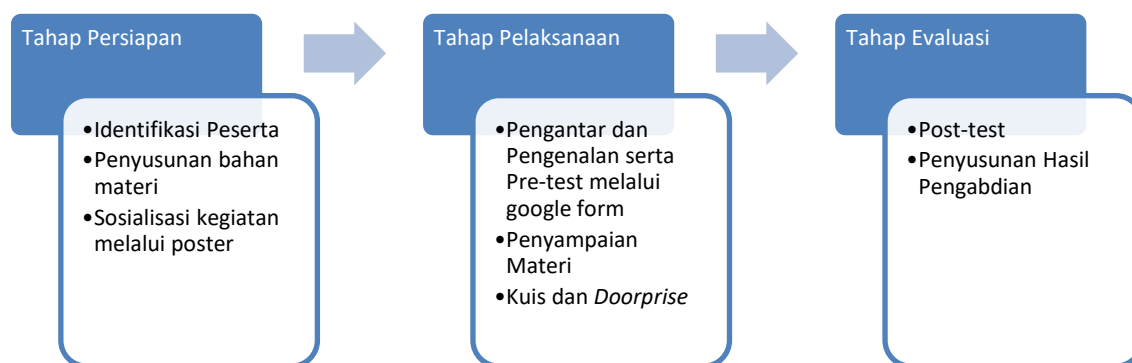 Tahap Persiapan
•Identifikasi Peserta
•Penyusunan bahan
materi
•Sosialisasi kegiatan
melalui poster
Tahap Pelaksanaan
•Pengantar dan
Pengenalan serta
Pre-test melalui
google form
•Penyampaian
Materi
•Kuis dan Doorprise
Tahap Evaluasi
•Post-test
•Penyusunan Hasil
Pengabdian